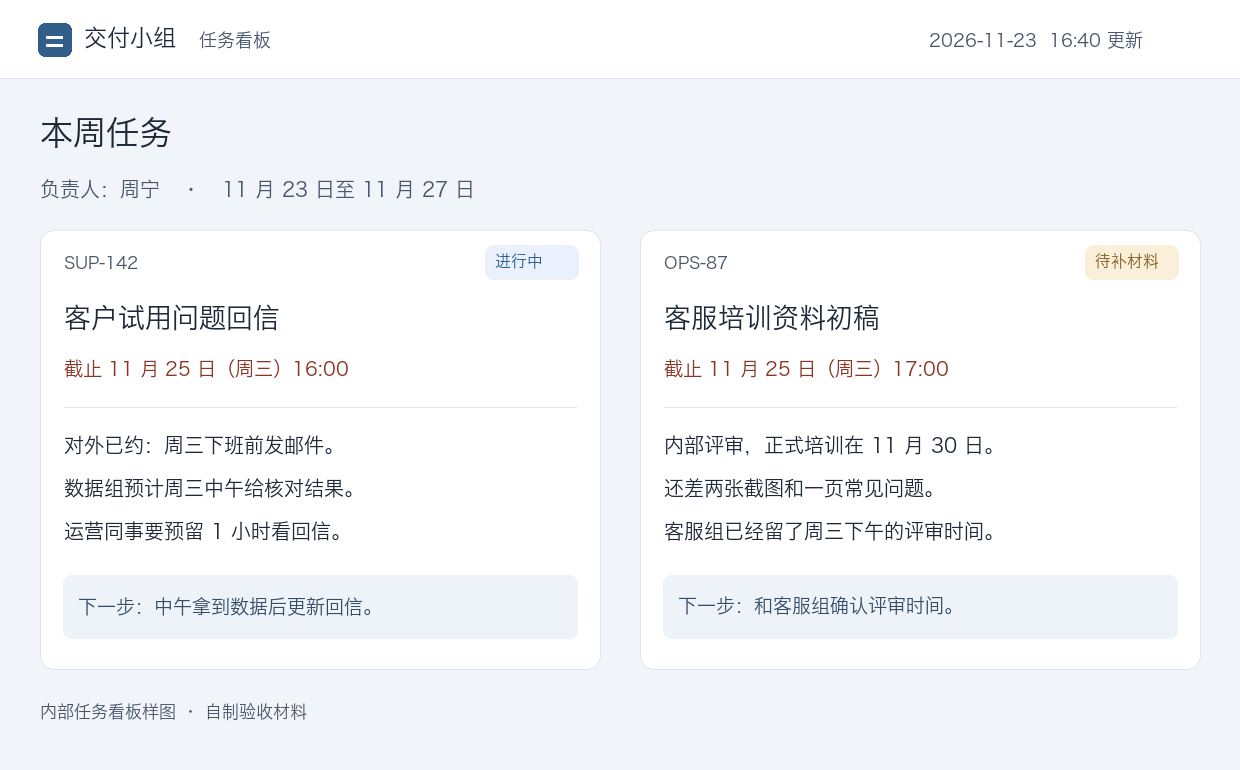 交付小组 任务看板 2026-11-23 16:40 更新
本周任务
负责人：周宁 · 11 月 23 日至 11 月 27 日
SUP-142 进行中
客户试用问题回信
截止 11 月 25 日（周三）16:00
对外已约：周三下班前发邮件。
数据组预计周三中午给核对结果。
运营同事要预留 1 小时看回信。
下一步：中午拿到数据后更新回信。
OPS-87 待补材料
客服培训资料初稿
截止 11 月 25 日（周三）17:00
内部评审，正式培训在 11 月 30 日。
还差两张截图和一页常见问题。
客服组已经留了周三下午的评审时间。
下一步：和客服组确认评审时间。
内部任务看板样图 · 自制验收材料